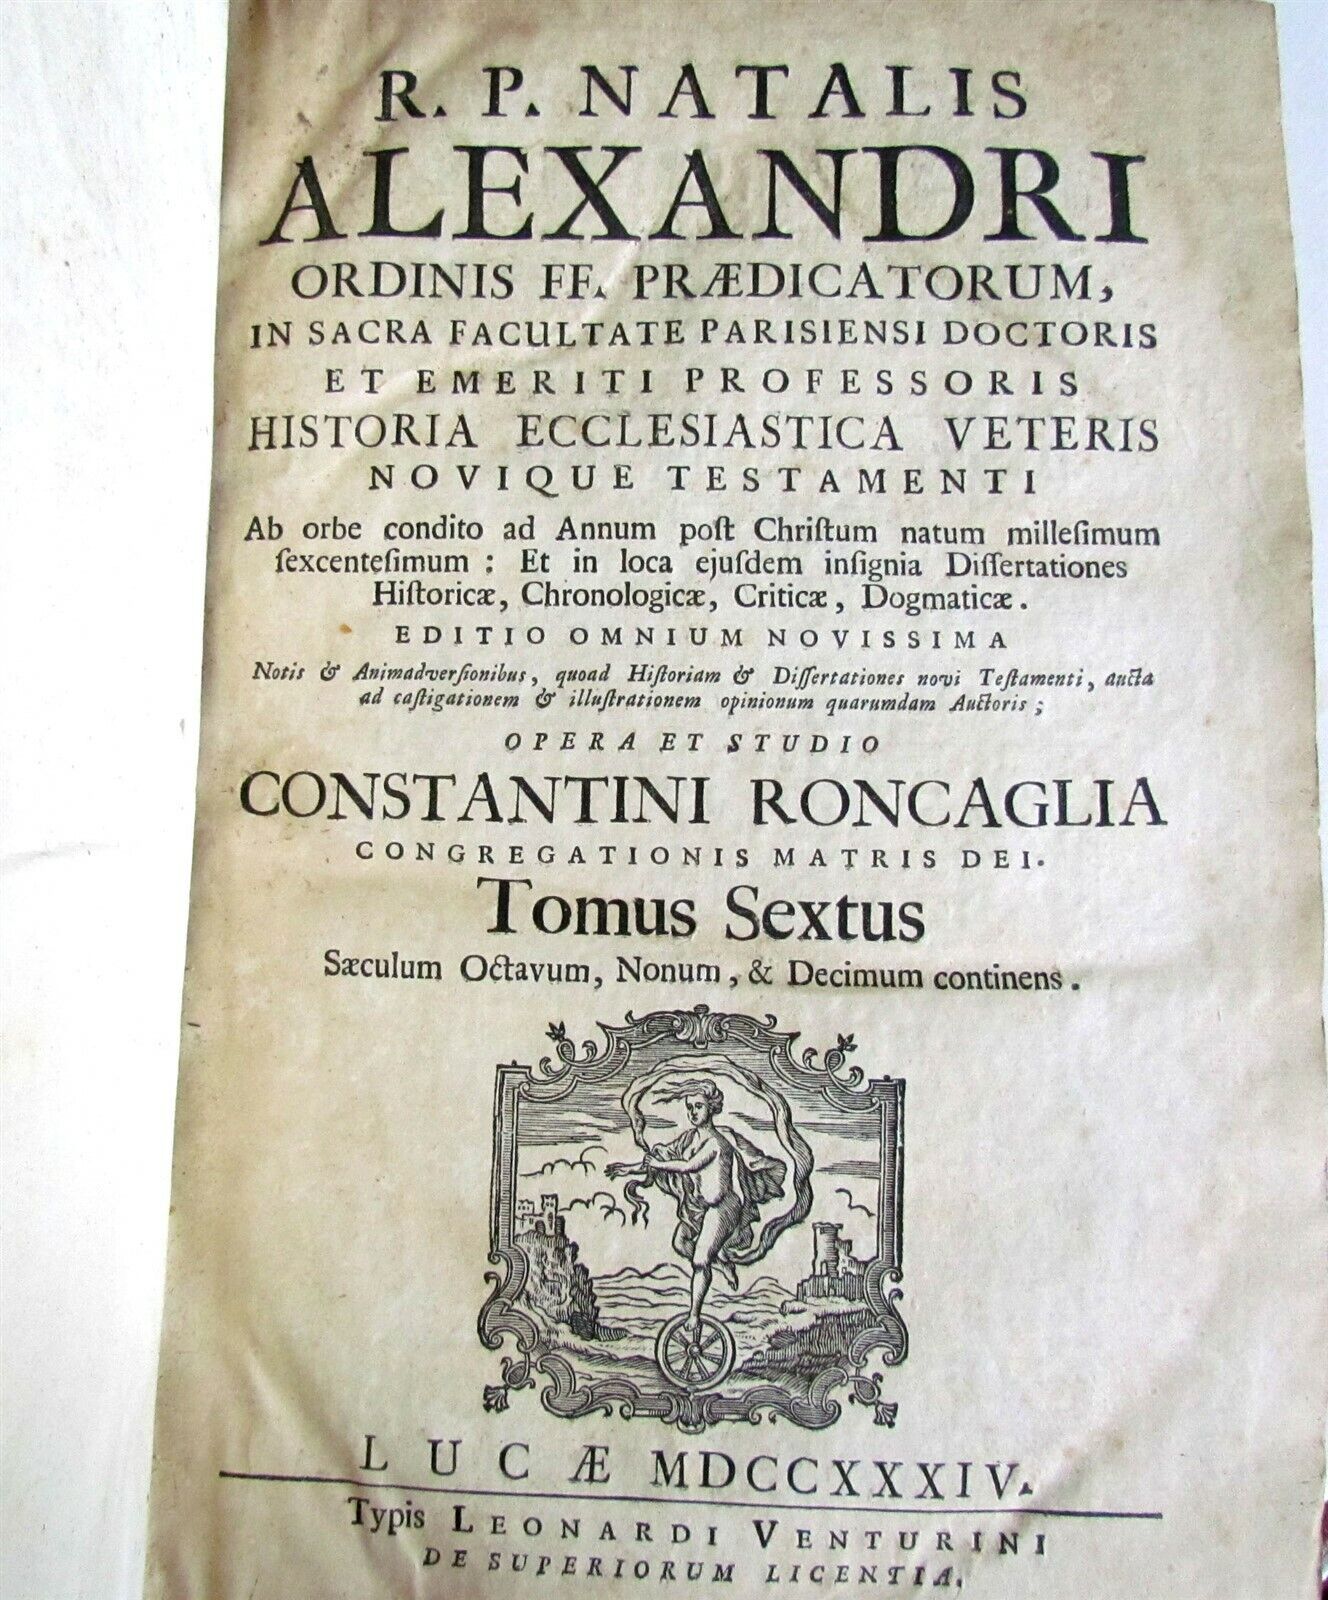 R. P. NATALIS
ALEXANDRI
ORDINIS FF. PRÆDICATORUM,
IN SACRA FACULTATE PARISIENSI DOCTORIS
ET EMERITI PROFESSORIS
HISTORIA ECCLESIASTICA VETERIS
NOVIQUE TESTAMENTI
Ab orbe condito ad Annum poſt Chriſtum natum milleſimum
ſexcenteſimum : Et in loca ejuſdem inſignia Diſſertationes
Hiſtoricæ, Chronologicæ, Criticæ, Dogmaticæ.
EDITIO OMNIUM NOVISSIMA
Notis & Animadverſionibus, quoad Hiſtoriam & Diſſertationes novi Teſtamenti, aucta
ad caſtigationem & illuſtrationem opinionum quarumdam Auctoris ;
OPERA ET STUDIO
CONSTANTINI RONCAGLIA
CONGREGATIONIS MATRIS DEI.
Tomus Sextus
Sæculum Octavum, Nonum, & Decimum continens.
LUCÆ MDCCXXXIV.
Typis LEONARDI VENTURINI
DE SUPERIORUM LICENTIA.